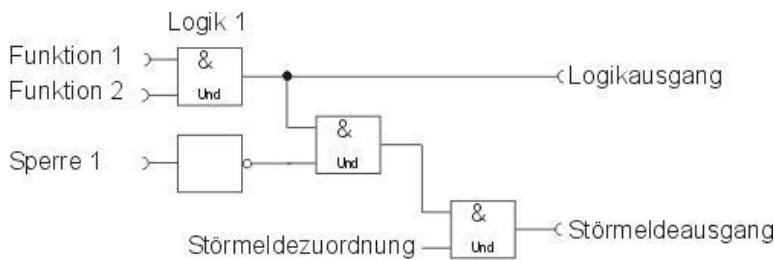 Logik 1
Funktion 1
&
Funktion 2
Und
Logikausgang
&
Und
Sperre 1
&
Und
Störmeldezuordnung
Störmeldeausgang